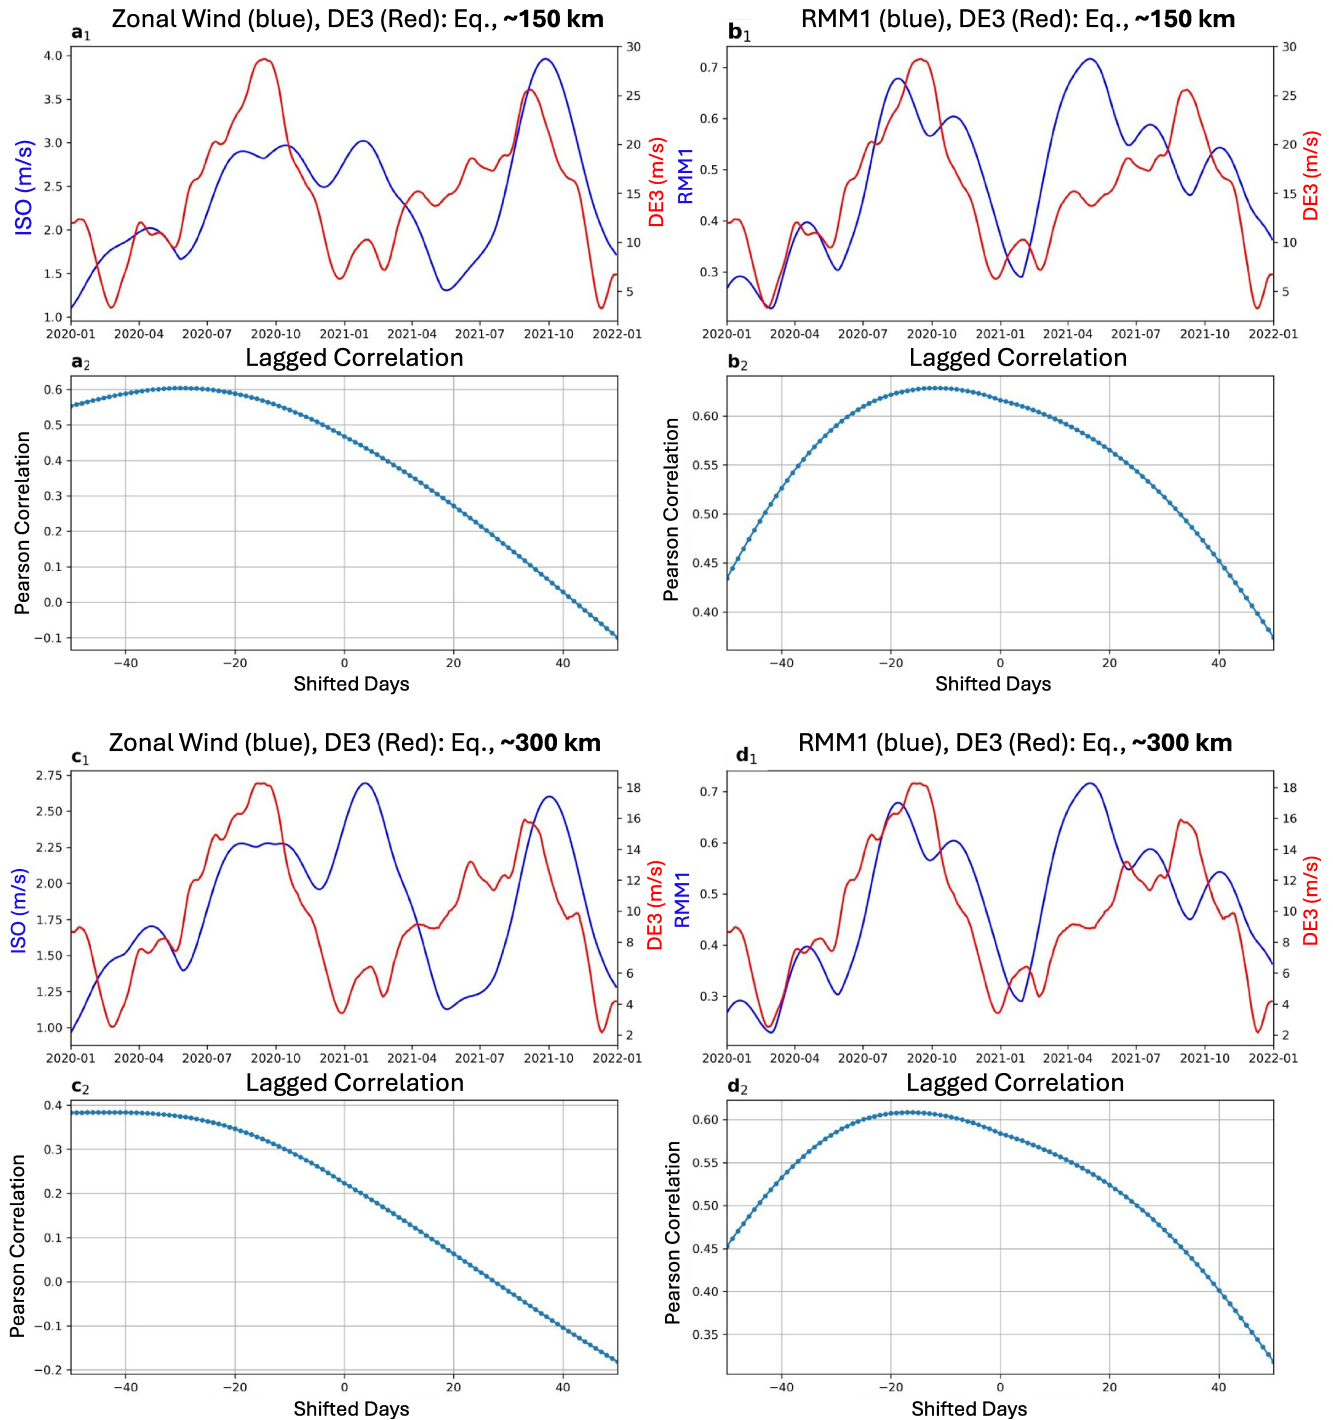 Zonal Wind (blue), DE3 (Red): Eq., ~150 km
a1
4.0
3.5
3.0
2.5
2.0
1.5
1.0
ISO (m/s)
30
25
20
15
10
5
DE3 (m/s)
2020-01 2020-04 2020-07 2020-10 2021-01 2021-04 2021-07 2021-10 2022-01
RMM1 (blue), DE3 (Red): Eq., ~150 km
b1
0.7
0.6
0.5
0.4
0.3
RMM1
30
25
20
15
10
5
DE3 (m/s)
2020-01 2020-04 2020-07 2020-10 2021-01 2021-04 2021-07 2021-10 2022-01
a2
Lagged Correlation
0.6
0.5
0.4
0.3
0.2
0.1
0.0
−0.1
Pearson Correlation
−40 −20 0 20 40
Shifted Days
b2
Lagged Correlation
0.60
0.55
0.50
0.45
0.40
Pearson Correlation
−40 −20 0 20 40
Shifted Days
Zonal Wind (blue), DE3 (Red): Eq., ~300 km
c1
2.75
2.50
2.25
2.00
1.75
1.50
1.25
1.00
ISO (m/s)
18
16
14
12
10
8
6
4
2
DE3 (m/s)
2020-01 2020-04 2020-07 2020-10 2021-01 2021-04 2021-07 2021-10 2022-01
RMM1 (blue), DE3 (Red): Eq., ~300 km
d1
0.7
0.6
0.5
0.4
0.3
RMM1
18
16
14
12
10
8
6
4
2
DE3 (m/s)
2020-01 2020-04 2020-07 2020-10 2021-01 2021-04 2021-07 2021-10 2022-01
c2
Lagged Correlation
0.4
0.3
0.2
0.1
0.0
−0.1
−0.2
Pearson Correlation
−40 −20 0 20 40
Shifted Days
d2
Lagged Correlation
0.60
0.55
0.50
0.45
0.40
0.35
Pearson Correlation
−40 −20 0 20 40
Shifted Days